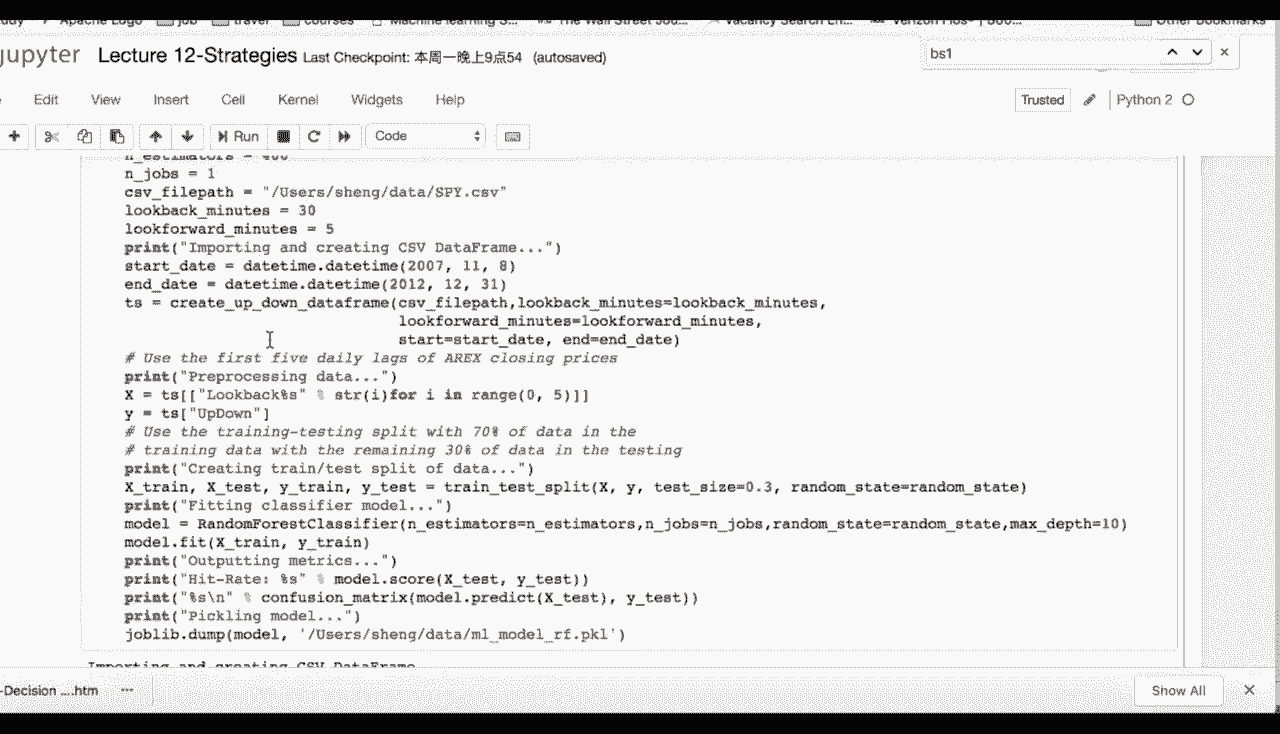 Apache Logo job travel courses Machine learning S... The Wall Street Jou... Vacancy Search En... Verizon Fios Other Bookmarks
jupyter Lecture 12-Strategies Last Checkpoint: 本周一晚上9点54 (autosaved)
bs1
Edit View Insert Cell Kernel Widgets Help
Trusted Python 2
Run Code
n_estimators = 400
n_jobs = 1
csv_filepath = "/Users/sheng/data/SPY.csv"
lookback_minutes = 30
lookforward_minutes = 5
print("Importing and creating CSV DataFrame...")
start_date = datetime.datetime(2007, 11, 8)
end_date = datetime.datetime(2012, 12, 31)
ts = create_up_down_dataframe(csv_filepath,lookback_minutes=lookback_minutes,
lookforward_minutes=lookforward_minutes,
start=start_date, end=end_date)
# Use the first five daily lags of AREX closing prices
print("Preprocessing data...")
X = ts[["Lookback%s" % str(i)for i in range(0, 5)]]
y = ts["UpDown"]
# Use the training-testing split with 70% of data in the
# training data with the remaining 30% of data in the testing
print("Creating train/test split of data...")
X_train, X_test, y_train, y_test = train_test_split(X, y, test_size=0.3, random_state=random_state)
print("Fitting classifier model...")
model = RandomForestClassifier(n_estimators=n_estimators,n_jobs=n_jobs,random_state=random_state,max_depth=10)
model.fit(X_train, y_train)
print("Outputting metrics...")
print("Hit-Rate: %s" % model.score(X_test, y_test))
print("%s\n" % confusion_matrix(model.predict(X_test), y_test))
print("Pickling model...")
joblib.dump(model, '/Users/sheng/data/ml_model_rf.pkl')
Importing and creating CSV DataFrame
-Decision ....htm
Show All